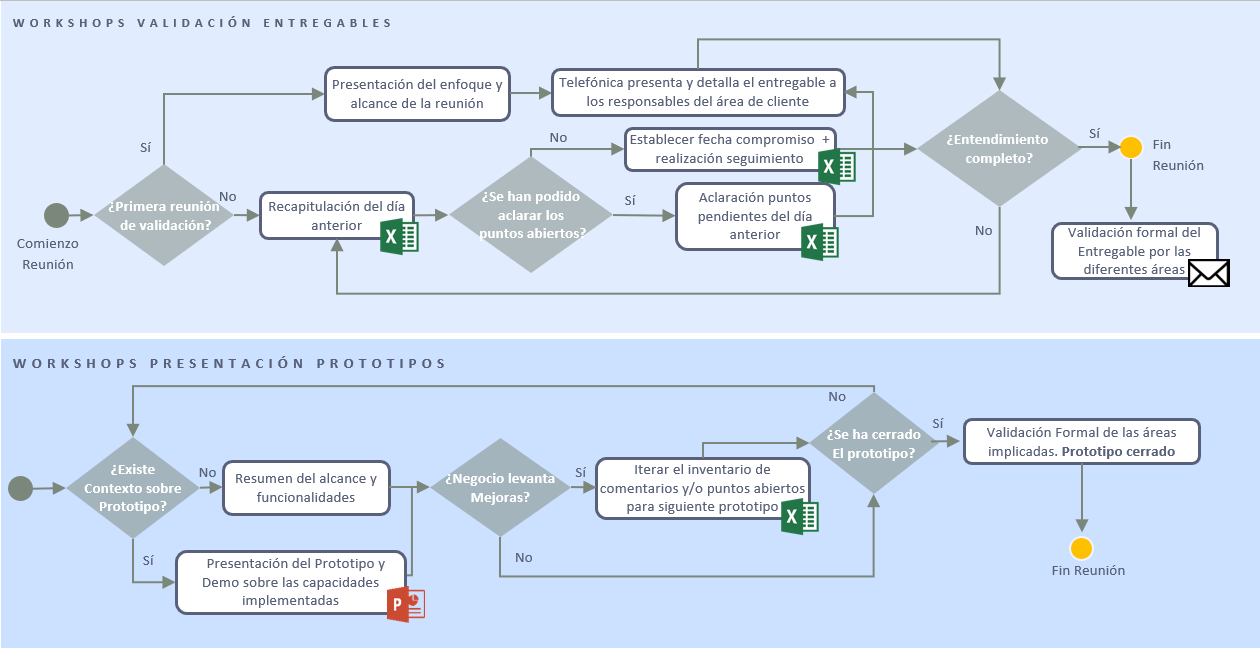 WORKSHOPS VALIDACIÓN ENTREGABLES
Presentación del enfoque y
alcance de la reunión
Telefónica presenta y detalla el entregable a
los responsables del área de cliente
Sí
No
Establecer fecha compromiso +
realización seguimiento
¿Entendimiento
completo?
Sí
Fin
Reunión
¿Primera reunión
de validación?
No
Recapitulación del día
anterior
¿Se han podido
aclarar los
puntos abiertos?
Sí
Aclaración puntos
pendientes del día
anterior
Comienzo
Reunión
No
Validación formal del
Entregable por las
diferentes áreas
WORKSHOPS PRESENTACIÓN PROTOTIPOS
No
¿Se ha cerrado
El prototipo?
Sí
Validación Formal de las áreas
implicadas. Prototipo cerrado
¿Existe
Contexto sobre
Prototipo?
No
Resumen del alcance y
funcionalidades
¿Negocio levanta
Mejoras?
Sí
Iterar el inventario de
comentarios y/o puntos abiertos
para siguiente prototipo
Sí
Presentación del Prototipo y
Demo sobre las capacidades
implementadas
P
No
Fin Reunión
X
X
X
X